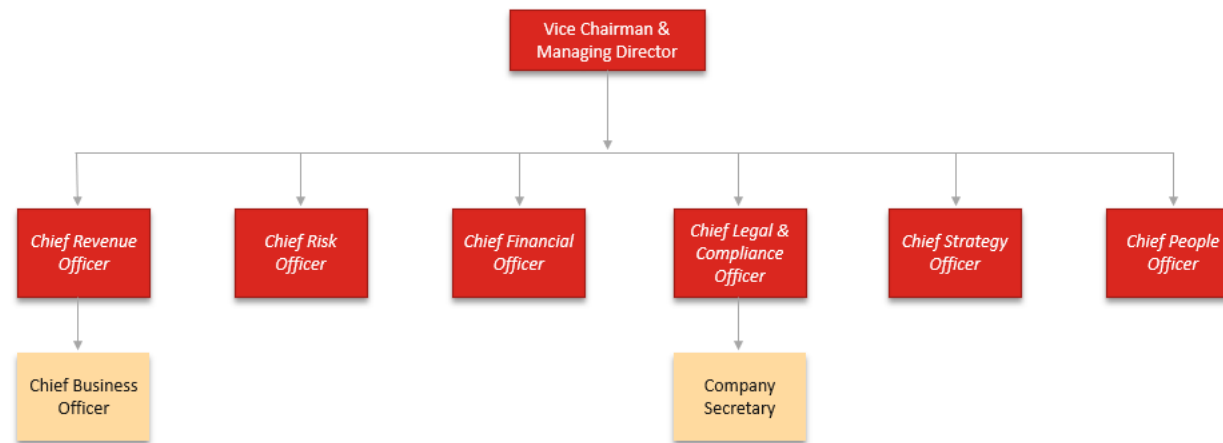 Vice Chairman &
Managing Director
Chief Revenue
Officer
Chief Risk
Officer
Chief Financial
Officer
Chief Legal &
Compliance
Officer
Chief Strategy
Officer
Chief People
Officer
Chief Business
Officer
Company
Secretary